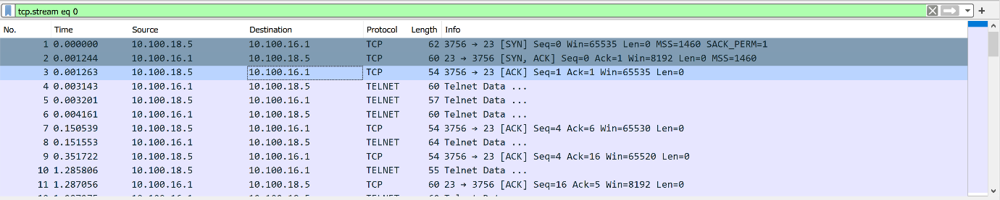 tcp.stream eq 0
No. Time Source Destination Protocol Length Info
1 0.000000 10.100.18.5 10.100.16.1 TCP 62 3756 → 23 [SYN] Seq=0 Win=65535 Len=0 MSS=1460 SACK_PERM=1
2 0.001244 10.100.16.1 10.100.18.5 TCP 60 23 → 3756 [SYN, ACK] Seq=0 Ack=1 Win=8192 Len=0 MSS=1460
3 0.001263 10.100.18.5 10.100.16.1 TCP 54 3756 → 23 [ACK] Seq=1 Ack=1 Win=65535 Len=0
4 0.003143 10.100.16.1 10.100.18.5 TELNET 60 Telnet Data ...
5 0.003201 10.100.18.5 10.100.16.1 TELNET 57 Telnet Data ...
6 0.004161 10.100.16.1 10.100.18.5 TELNET 60 Telnet Data ...
7 0.150539 10.100.18.5 10.100.16.1 TCP 54 3756 → 23 [ACK] Seq=4 Ack=6 Win=65530 Len=0
8 0.151553 10.100.16.1 10.100.18.5 TELNET 64 Telnet Data ...
9 0.351722 10.100.18.5 10.100.16.1 TCP 54 3756 → 23 [ACK] Seq=4 Ack=16 Win=65520 Len=0
10 1.285806 10.100.18.5 10.100.16.1 TELNET 55 Telnet Data ...
11 1.287056 10.100.16.1 10.100.18.5 TCP 60 23 → 3756 [ACK] Seq=16 Ack=5 Win=8192 Len=0